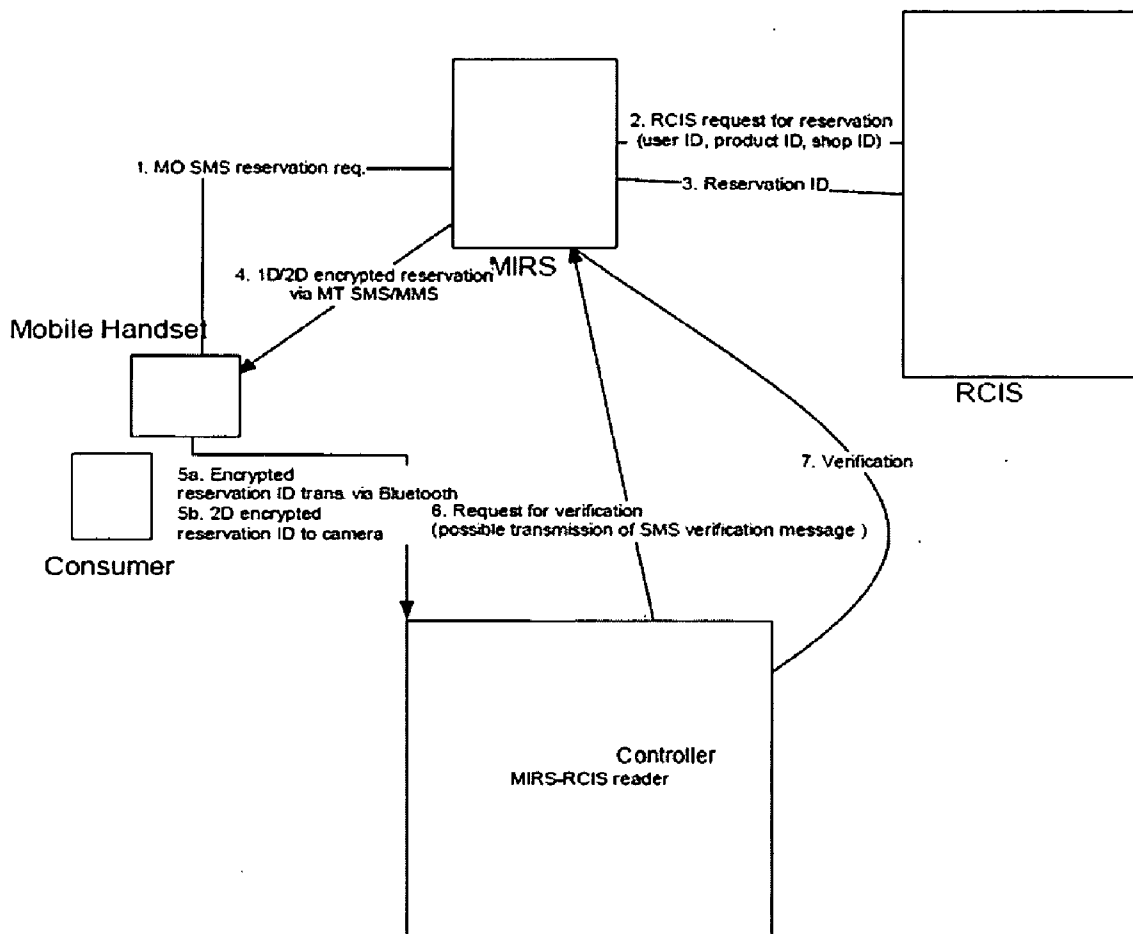 2. RCIS request for reservation
(user ID, product ID, shop ID)
1. MO SMS reservation req.
3. Reservation ID
MIRS
4. 1D/2D encrypted reservation
via MT SMS/MMS
Mobile Handset
RCIS
7. Verification
5a. Encrypted
reservation ID trans. via Bluetooth
5b. 2D encrypted
reservation ID to camera
6. Request for verification
(possible transmission of SMS verification message )
Consumer
Controller
MIRS-RCIS reader